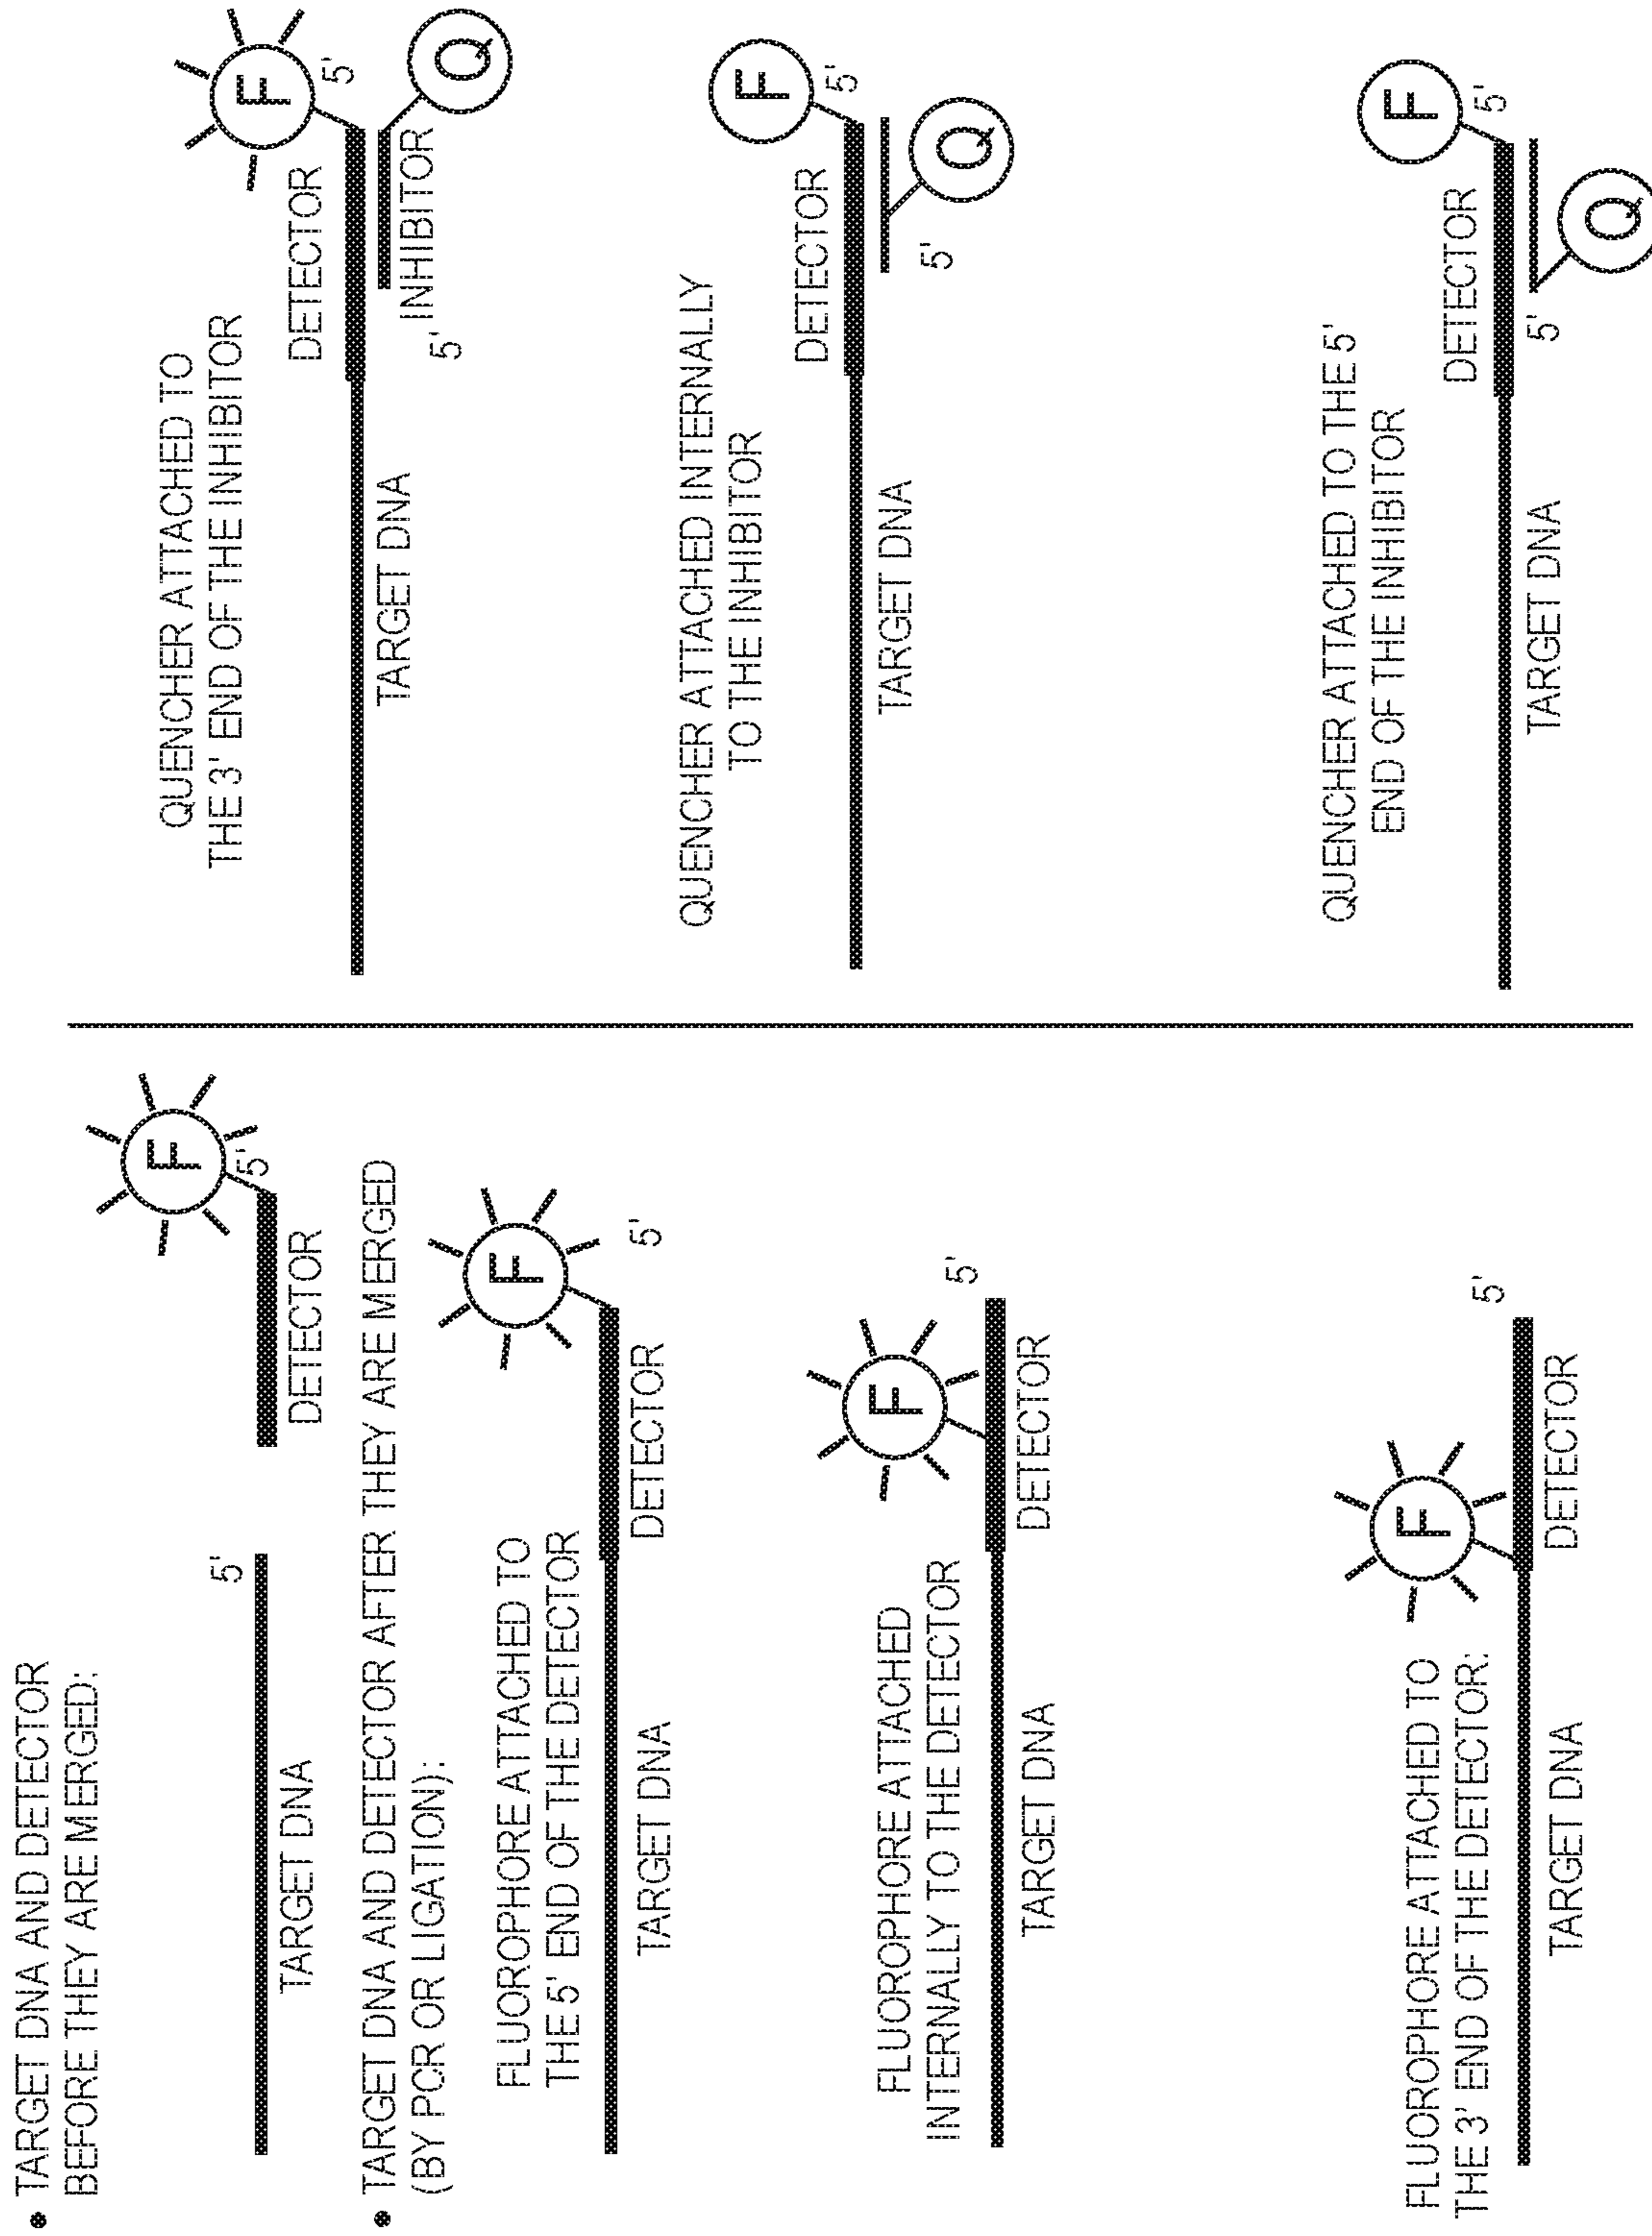 • TARGET DNA AND DETECTOR
BEFORE THEY ARE MERGED:
5'
F
5'
TARGET DNA
DETECTOR
• TARGET DNA AND DETECTOR AFTER THEY ARE MERGED
(BY PCR OR LIGATION):
FLUOROPHORE ATTACHED TO
THE 5' END OF THE DETECTOR
F
5'
TARGET DNA
DETECTOR
FLUOROPHORE ATTACHED
INTERNALLY TO THE DETECTOR
F
5'
TARGET DNA
DETECTOR
FLUOROPHORE ATTACHED TO
THE 3' END OF THE DETECTOR:
F
5'
TARGET DNA
DETECTOR
QUENCHER ATTACHED TO
THE 3' END OF THE INHIBITOR
F
5'
DETECTOR
TARGET DNA
INHIBITOR
5'
Q
QUENCHER ATTACHED INTERNALLY
TO THE INHIBITOR
F
5'
DETECTOR
TARGET DNA
5'
Q
QUENCHER ATTACHED TO THE 5'
END OF THE INHIBITOR
F
5'
DETECTOR
TARGET DNA
5'
Q